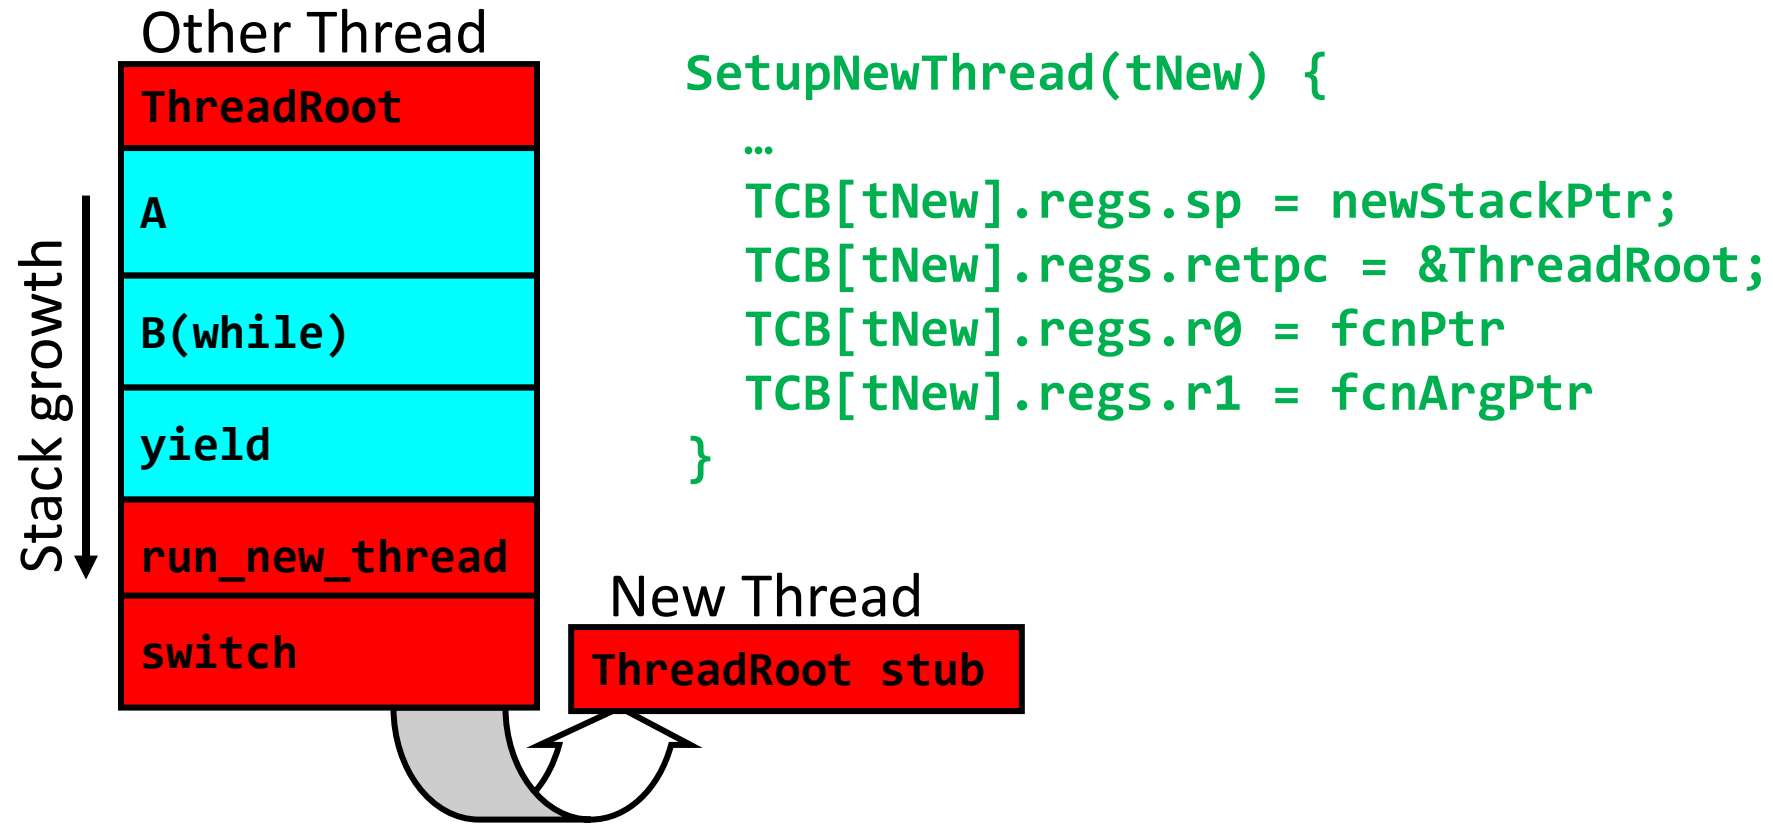 Other Thread
ThreadRoot
A
B(while)
yield
run_new_thread
switch
Stack growth
SetupNewThread(tNew) {
…
TCB[tNew].regs.sp = newStackPtr;
TCB[tNew].regs.retpc = &ThreadRoot;
TCB[tNew].regs.r0 = fcnPtr
TCB[tNew].regs.r1 = fcnArgPtr
}
New Thread
ThreadRoot stub